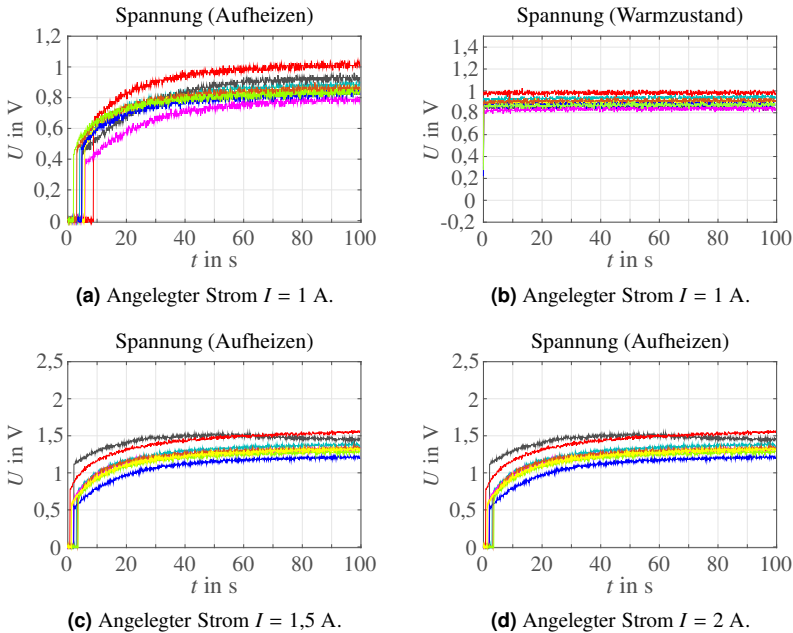 Spannung (Aufheizen)
1,2
1
0,8
0,6
0,4
0,2
0
U in V
0 20 40 60 80 100
t in s
(a) Angelegter Strom I = 1 A.
Spannung (Warmzustand)
1,4
1,2
1
0,8
0,6
0,4
0,2
0
-0,2
U in V
0 20 40 60 80 100
t in s
(b) Angelegter Strom I = 1 A.
Spannung (Aufheizen)
2,5
2
1,5
1
0,5
0
U in V
0 20 40 60 80 100
t in s
(c) Angelegter Strom I = 1,5 A.
Spannung (Aufheizen)
2,5
2
1,5
1
0,5
0
U in V
0 20 40 60 80 100
t in s
(d) Angelegter Strom I = 2 A.